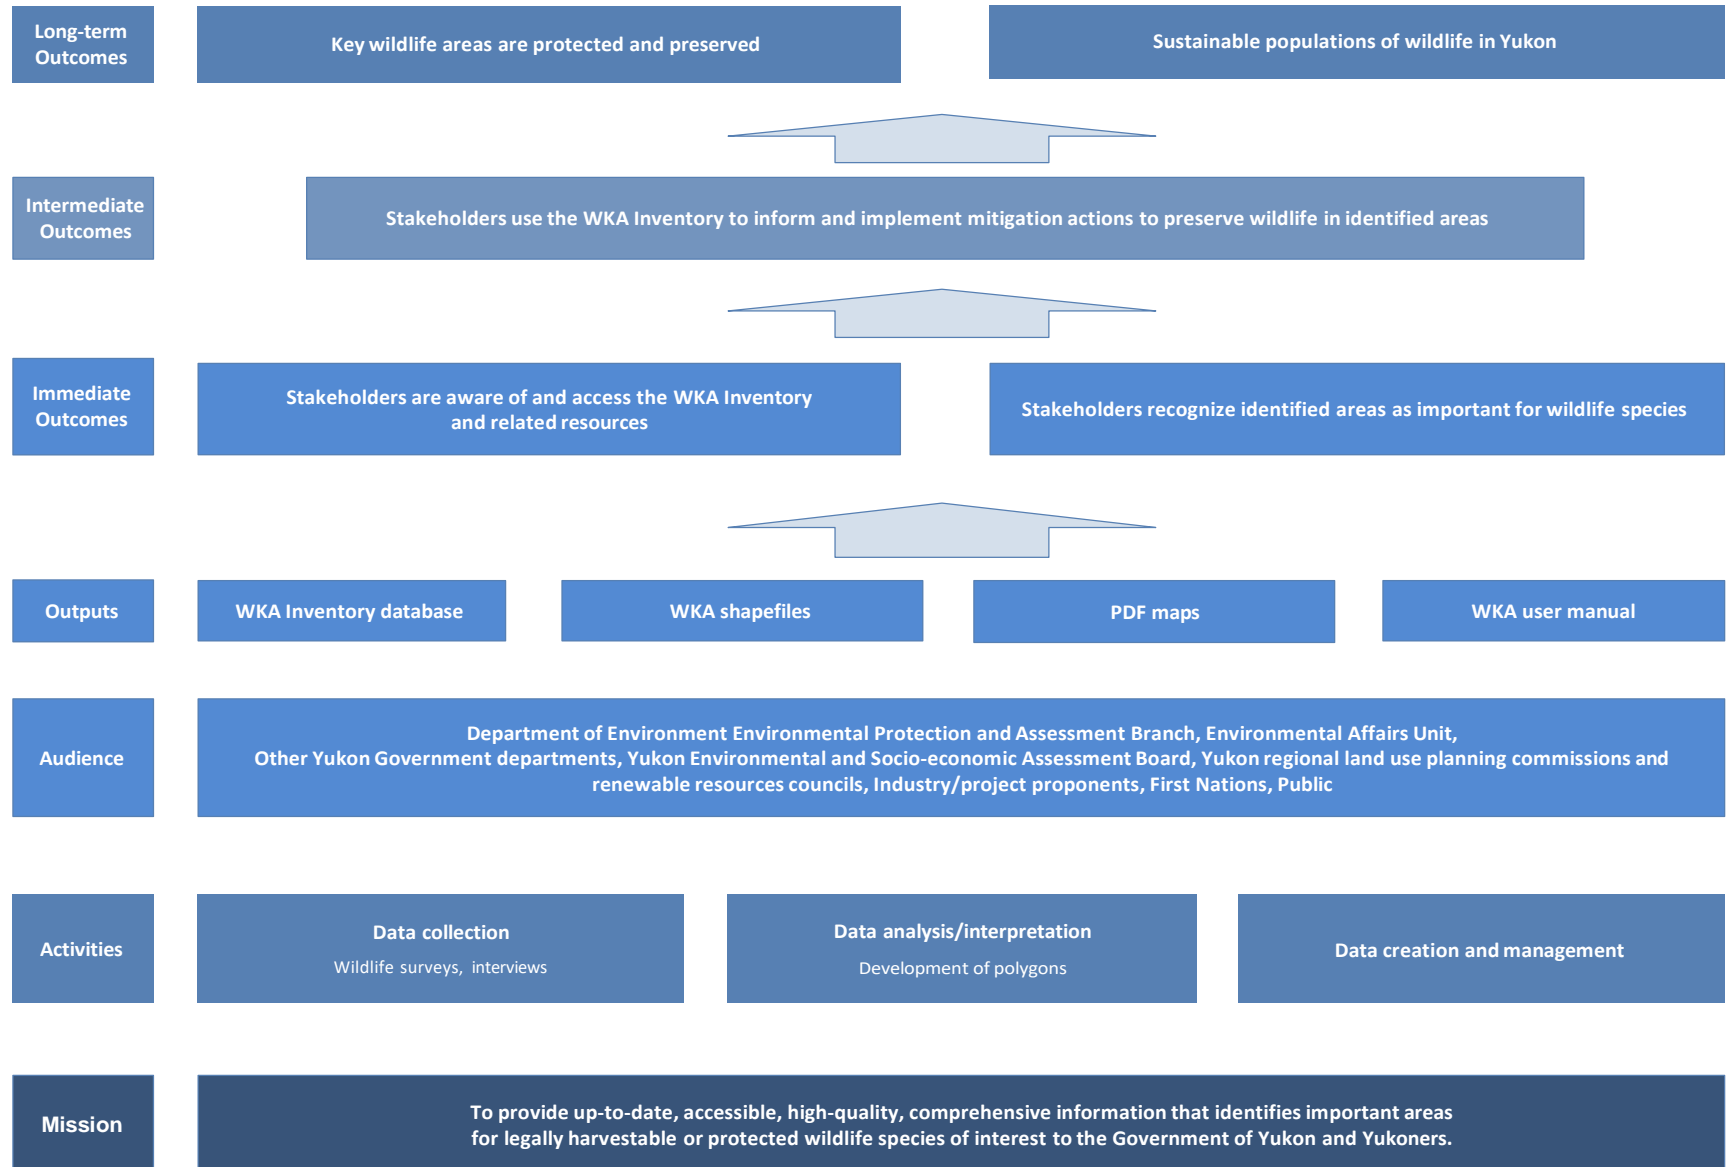 Long-term
Outcomes
Key wildlife areas are protected and preserved
Sustainable populations of wildlife in Yukon
Intermediate
Outcomes
Stakeholders use the WKA Inventory to inform and implement mitigation actions to preserve wildlife in identified areas
Immediate
Outcomes
Stakeholders are aware of and access the WKA Inventory
and related resources
Stakeholders recognize identified areas as important for wildlife species
Outputs
WKA Inventory database
WKA shapefiles
PDF maps
WKA user manual
Audience
Department of Environment Environmental Protection and Assessment Branch, Environmental Affairs Unit,
Other Yukon Government departments, Yukon Environmental and Socio-economic Assessment Board, Yukon regional land use planning commissions and
renewable resources councils, Industry/project proponents, First Nations, Public
Activities
Data collection
Wildlife surveys, interviews
Data analysis/interpretation
Development of polygons
Data creation and management
Mission
To provide up-to-date, accessible, high-quality, comprehensive information that identifies important areas
for legally harvestable or protected wildlife species of interest to the Government of Yukon and Yukoners.